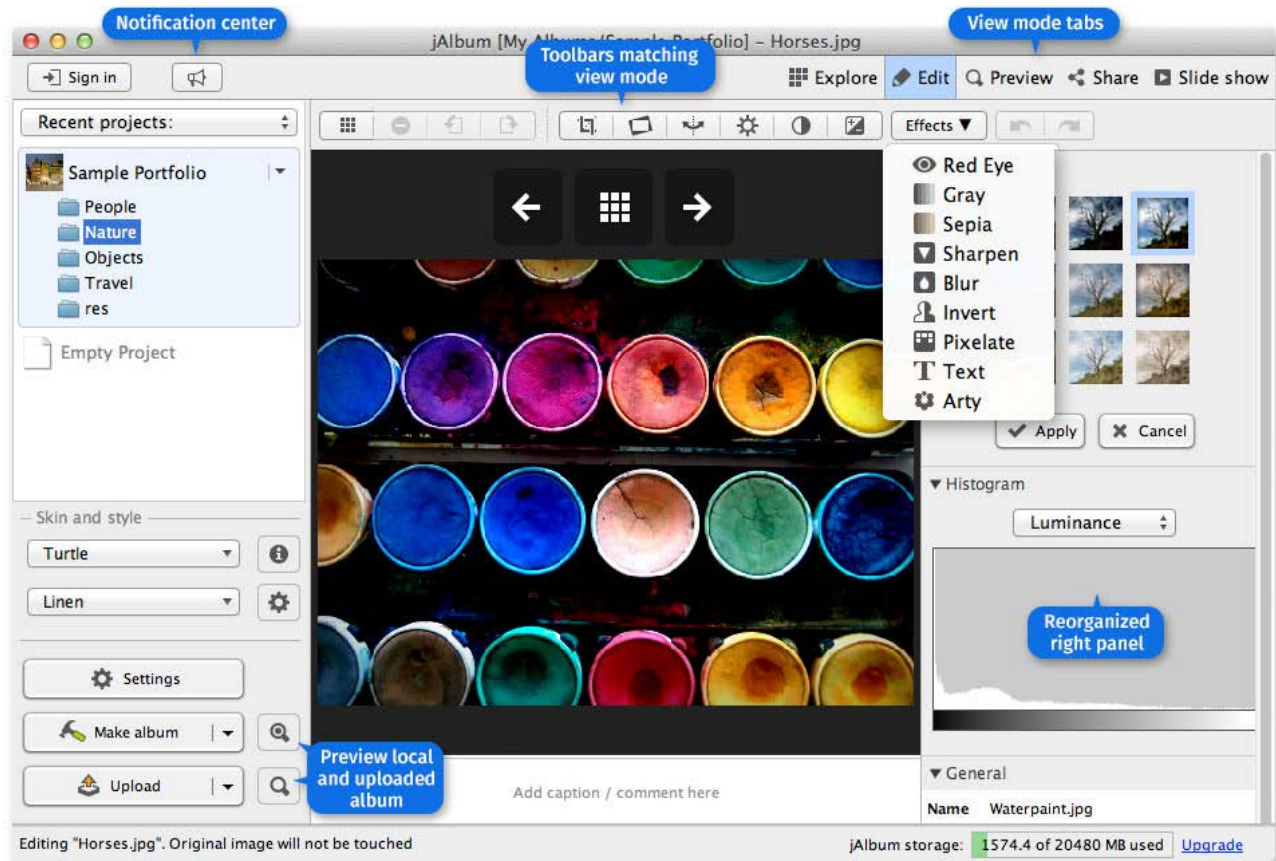 Notification center
View mode tabs
jAlbum [My Albums/Sample Portfolio] – Horses.jpg
Toolbars matching
view mode
Sign in
Explore
Edit
Preview
Share
Slide show
Recent projects:
Effects ▼
Sample Portfolio
People
Nature
Objects
Travel
res
Empty Project
Red Eye
Gray
Sepia
Sharpen
Blur
Invert
Pixelate
T Text
Arty
Apply
Cancel
Histogram
Luminance
Skin and style
Turtle
Linen
Reorganized
right panel
Settings
Make album
Upload
Preview local
and uploaded
album
Add caption / comment here
General
Name Waterpaint.jpg
Editing "Horses.jpg". Original image will not be touched
jAlbum storage: 1574.4 of 20480 MB used Upgrade